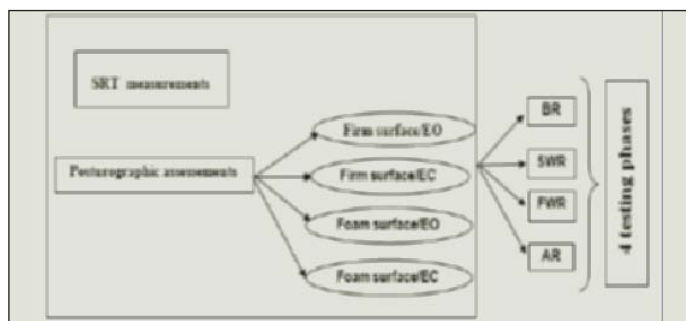 SRT measurements
Posturographic assessments
Firm surface/EO
Firm surface/EC
Foam surface/EO
Foam surface/EC
BR
SWR
FWR
AR
4 testing phases